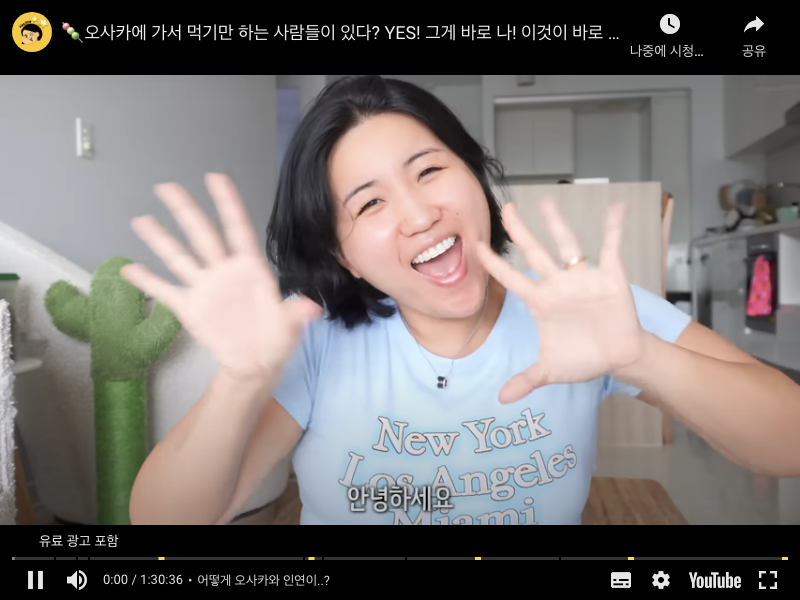 🍡오사카에 가서 먹기만 하는 사람들이 있다? YES! 그게 바로 나! 이것이 바로 ...
나중에 시청...
공유
New York
Los Angeles
Miami
안녕하세요
유료 광고 포함
0:00 / 1:30:36 • 어떻게 오사카와 인연이..?
YouTube